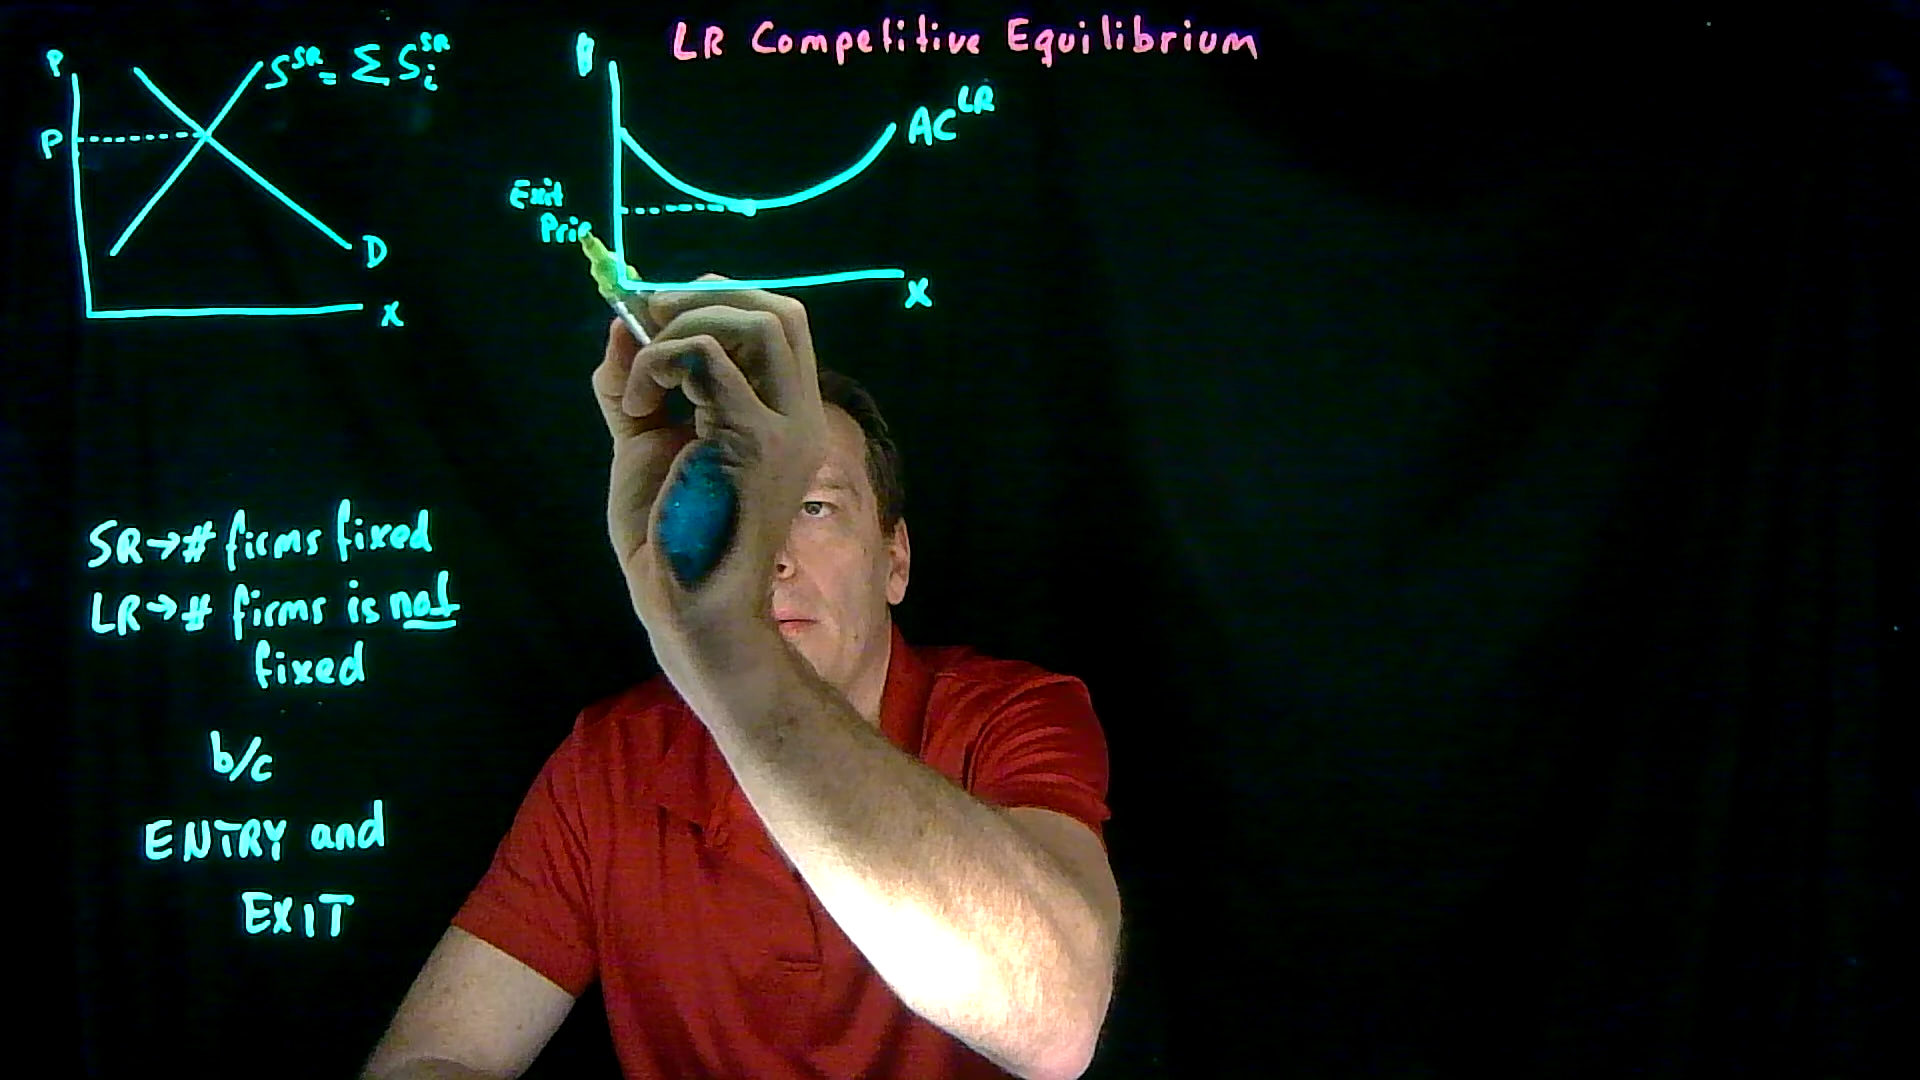 LR Competitive Equilibrium
P
S^SR = Σ S_i^SR
P
D
X
AC^LR
Exit
X
SR→# firms fixed
LR→# firms is not
fixed
b/c
ENTRY and
EXIT